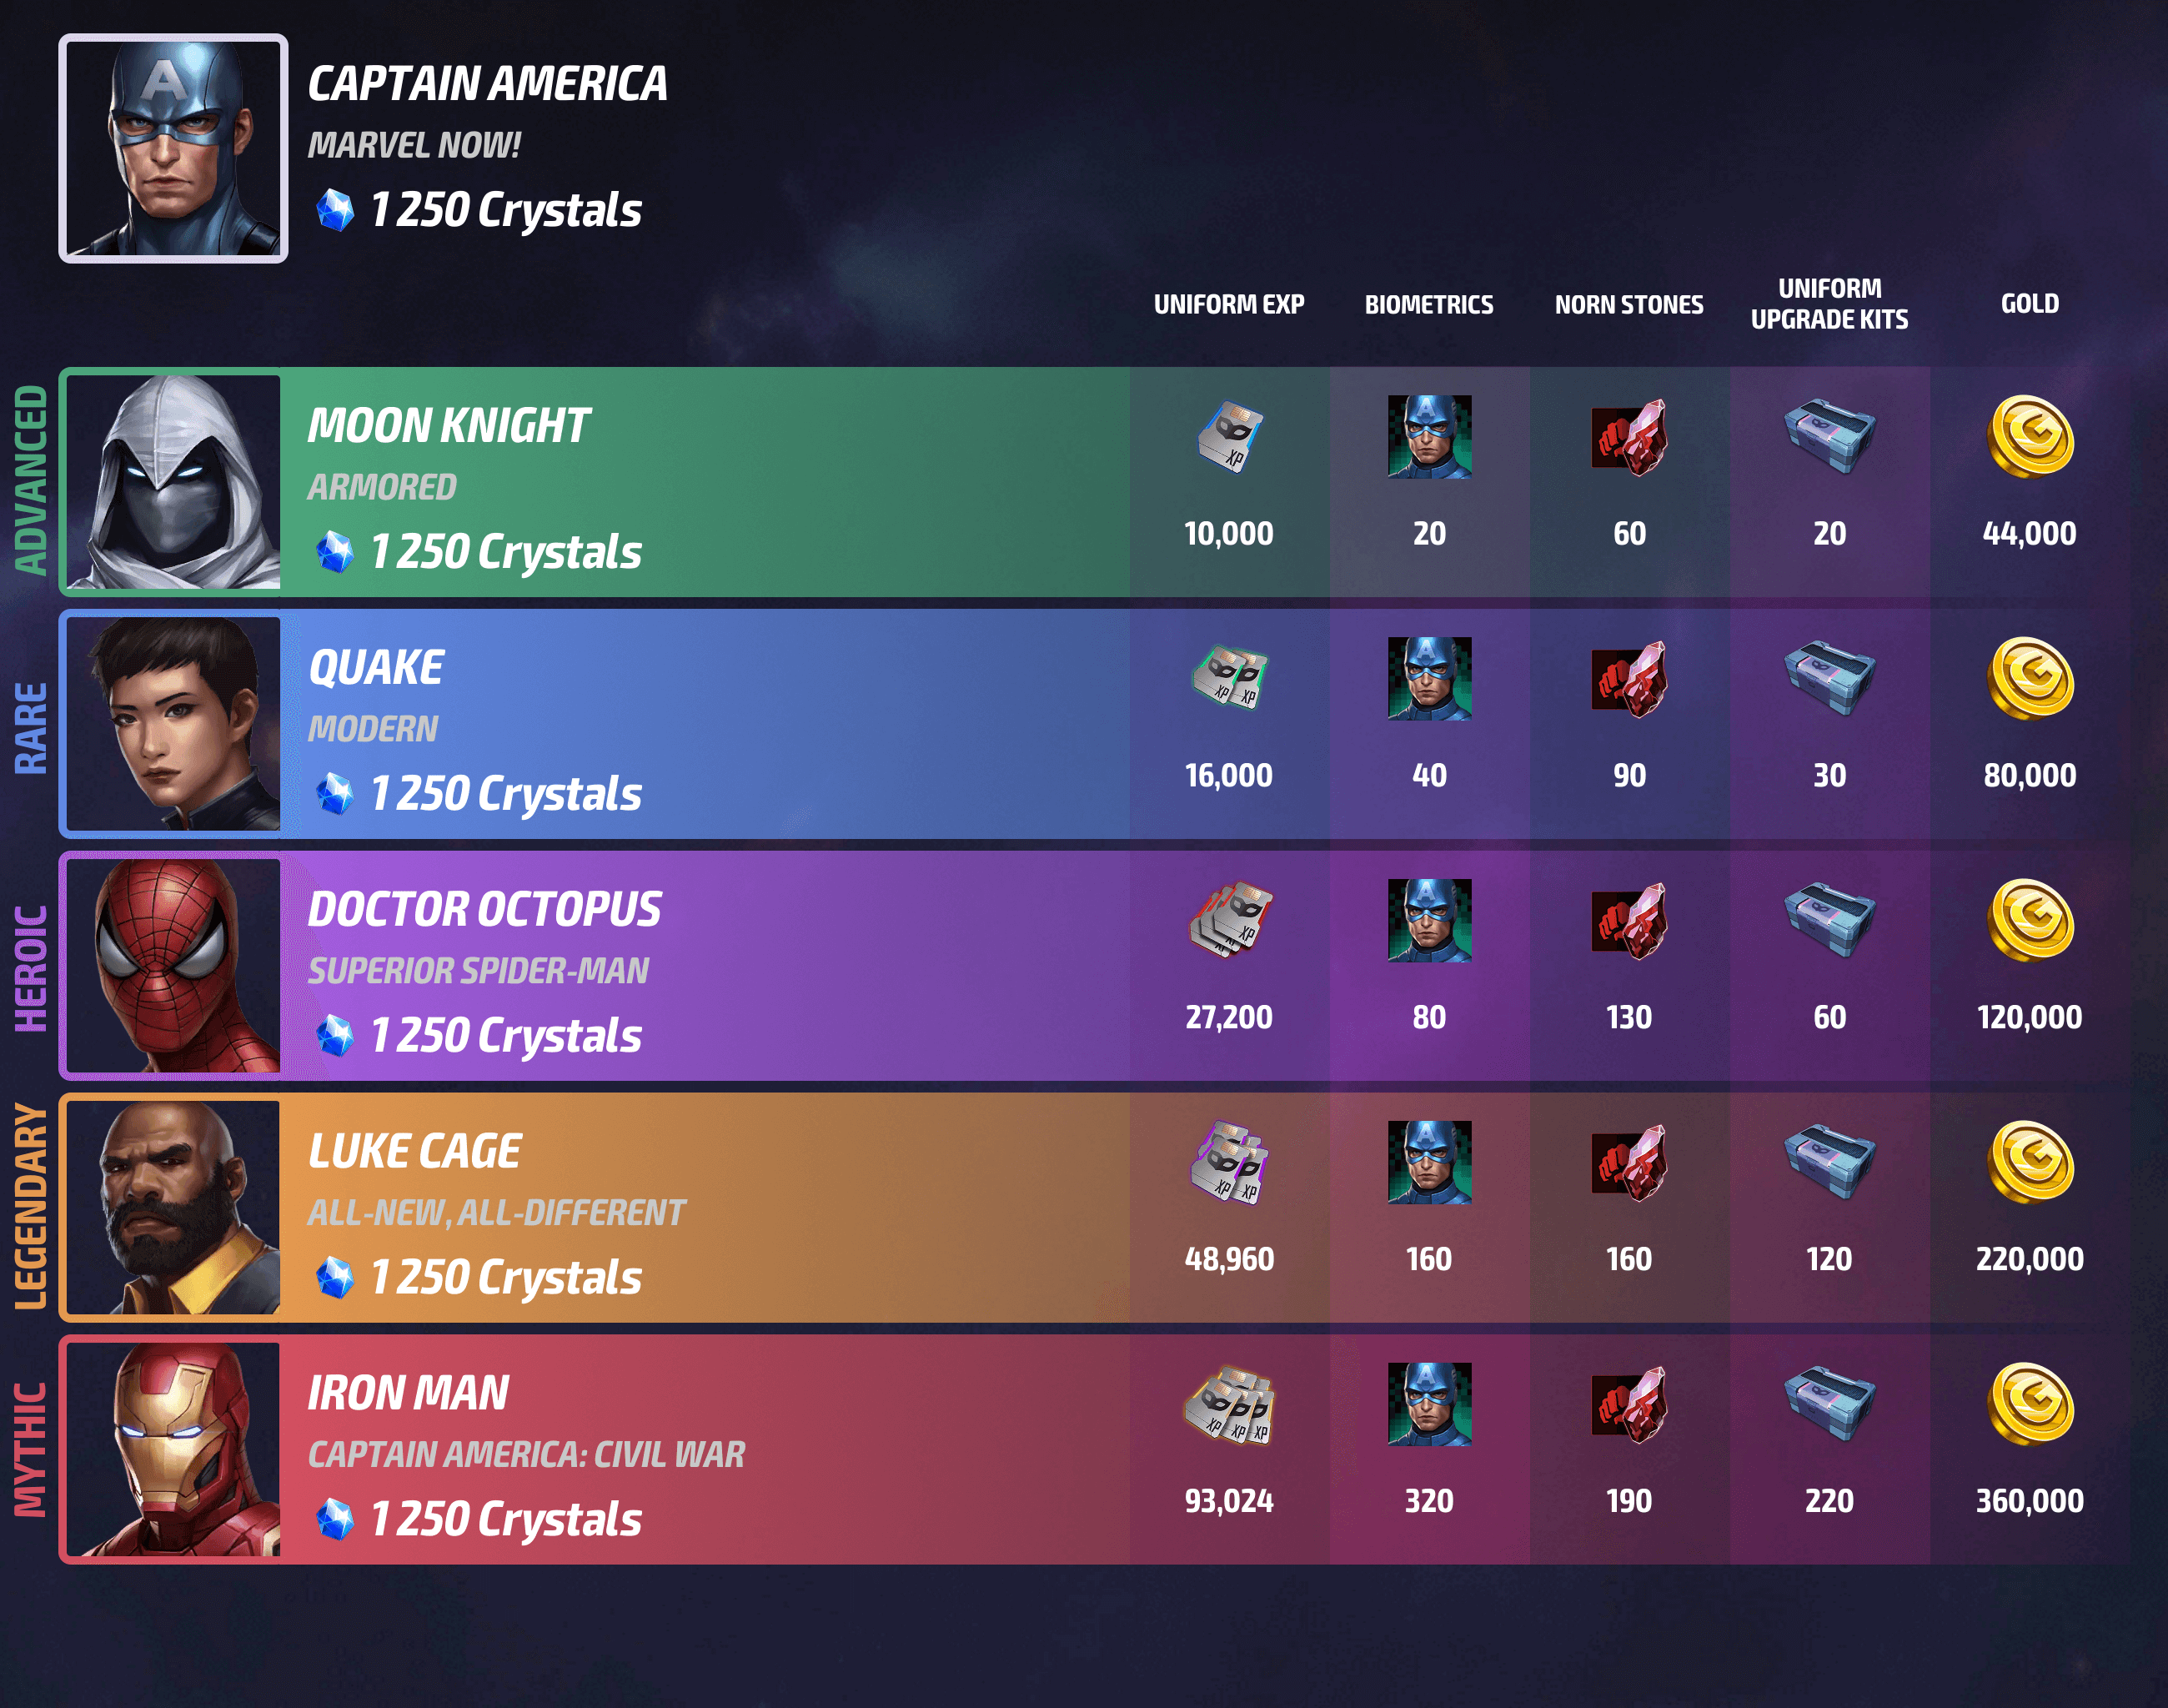 CAPTAIN AMERICA
MARVEL NOW!
1 250 Crystals
UNIFORM EXP
BIOMETRICS
NORN STONES
UNIFORM
UPGRADE KITS
GOLD
ADVANCED
MOON KNIGHT
ARMORED
1 250 Crystals
10,000
20
60
20
44,000
RARE
QUAKE
MODERN
1 250 Crystals
16,000
40
90
30
80,000
HEROIC
DOCTOR OCTOPUS
SUPERIOR SPIDER-MAN
1 250 Crystals
27,200
80
130
60
120,000
LEGENDARY
LUKE CAGE
ALL-NEW, ALL-DIFFERENT
1 250 Crystals
48,960
160
160
120
220,000
MYTHIC
IRON MAN
CAPTAIN AMERICA: CIVIL WAR
1 250 Crystals
93,024
320
190
220
360,000